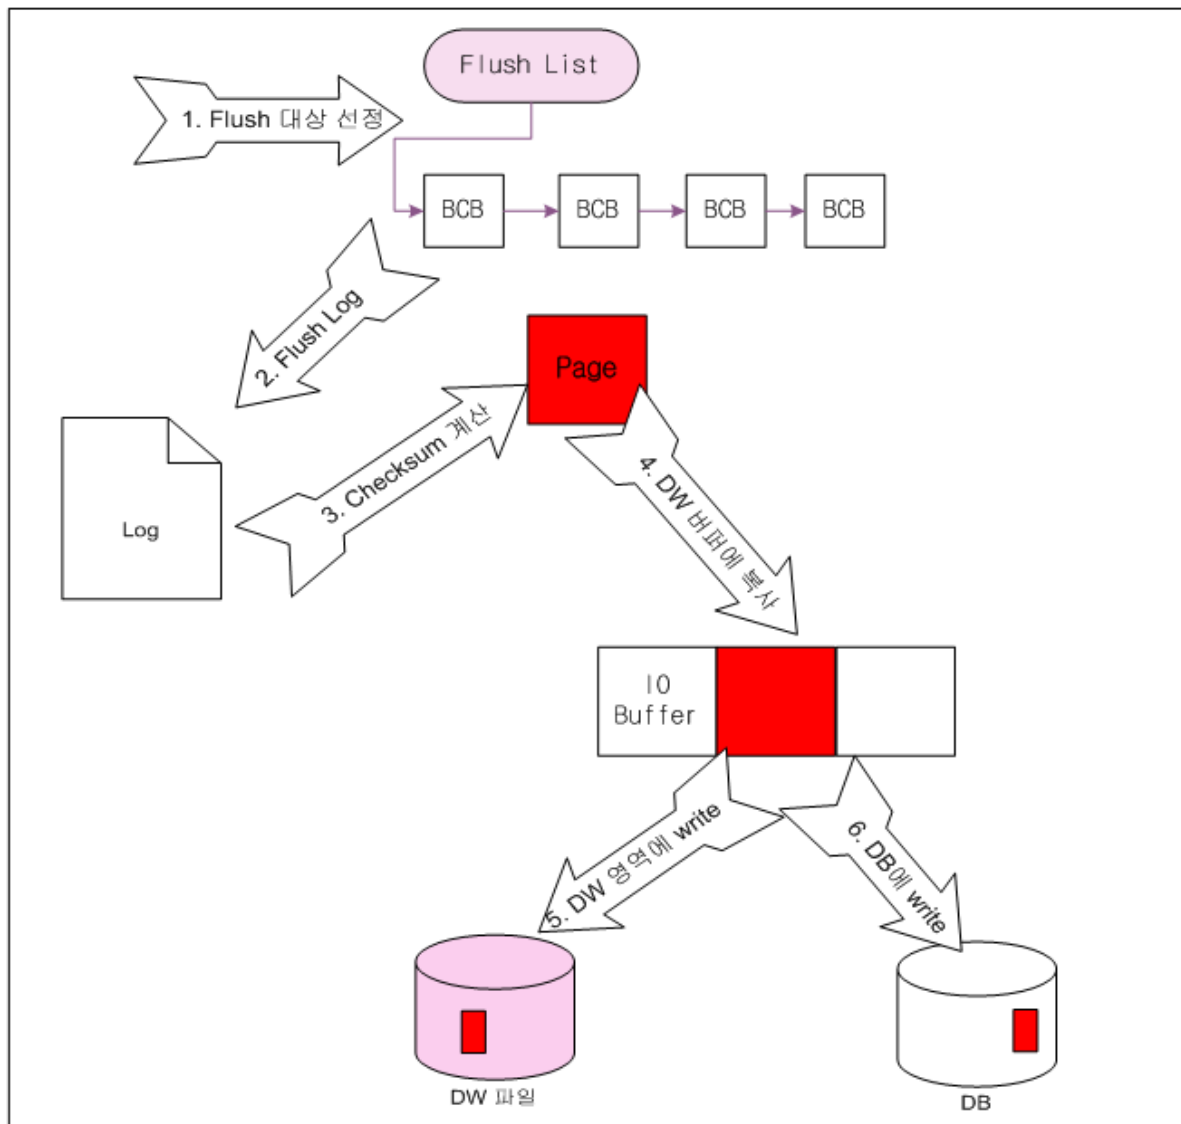 Flush List
1. Flush 대상 선정
BCB
BCB
BCB
BCB
2. Flush Log
Page
3. Checksum 계산
4. DW 버퍼에 복사
Log
IO
Buffer
5. DW 영역에 write
6. DB에 write
DW 파일
DB